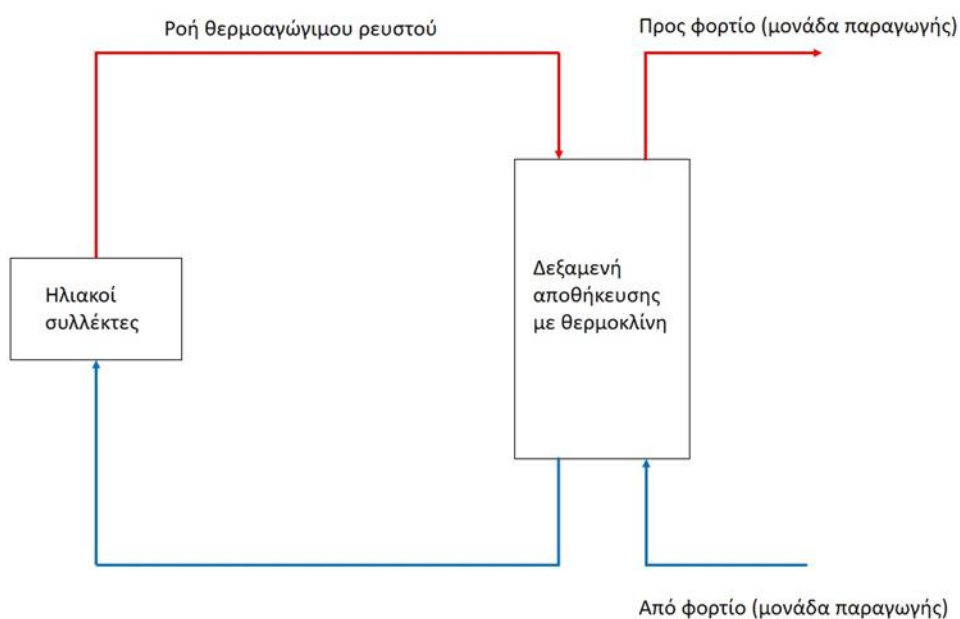 Ροή θερμοαγώγιμου ρευστού
Προς φορτίο (μονάδα παραγωγής)
Ηλιακοί
συλλέκτες
Δεξαμενή
αποθήκευσης
με θερμοκλίνη
Από φορτίο (μονάδα παραγωγής)